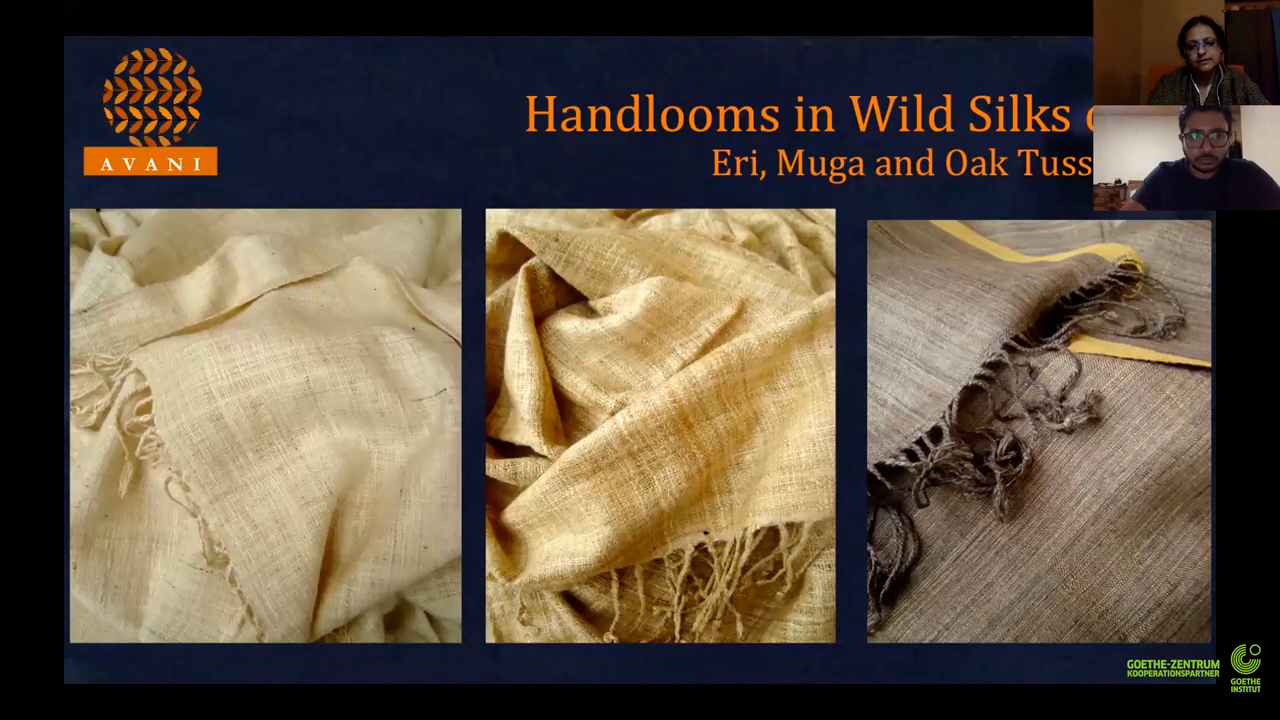 AVANI
Handlooms in Wild Silks
Eri, Muga and Oak Tuss
GOETHE-ZENTRUM
KOOPERATIONSPARTNER
GOETHE
INSTITUT